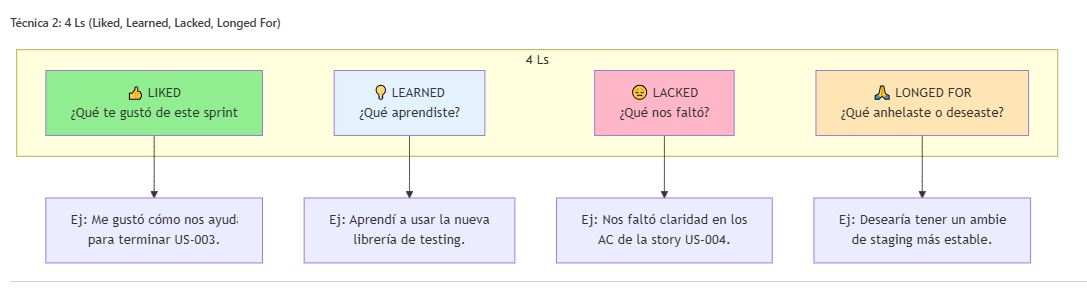 Técnica 2: 4 Ls (Liked, Learned, Lacked, Longed For)
4 Ls
👍 LIKED
¿Qué te gustó de este sprint
💡 LEARNED
¿Qué aprendiste?
😔 LACKED
¿Qué nos faltó?
🙏 LONGED FOR
¿Qué anhelaste o deseaste?
Ej: Me gustó cómo nos
para terminar US-003.
Ej: Aprendí a usar la nueva
librería de testing.
Ej: Nos faltó claridad en los
AC de la story US-004.
Ej: Desearía tener un ambie
de staging más estable.